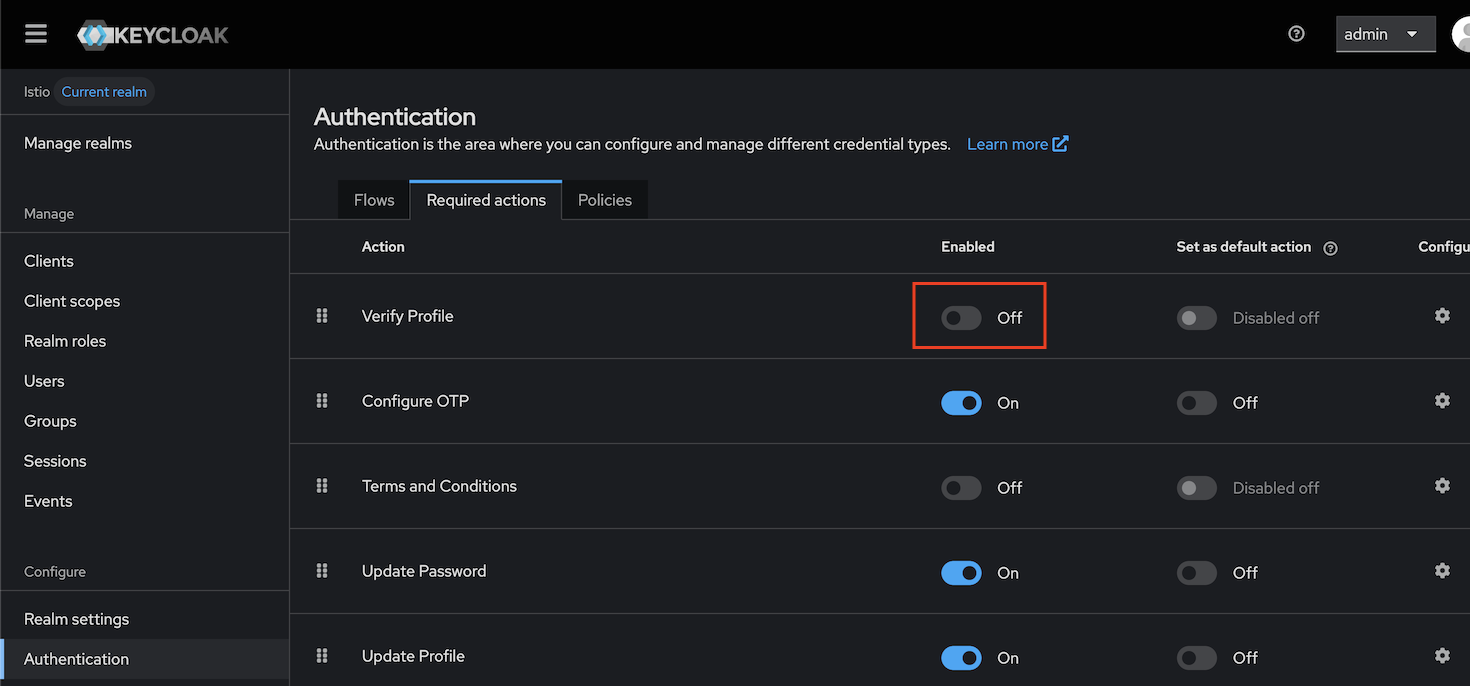 KEYCLOAK
admin
Istio Current realm
Manage realms
Manage
Clients
Client scopes
Realm roles
Users
Groups
Sessions
Events
Configure
Realm settings
Authentication
Authentication
Authentication is the area where you can configure and manage different credential types. Learn more
Flows Required actions Policies
Action Enabled Set as default action Configu
Verify Profile Off Disabled off
Configure OTP On Off
Terms and Conditions Off Disabled off
Update Password On Off
Update Profile On Off